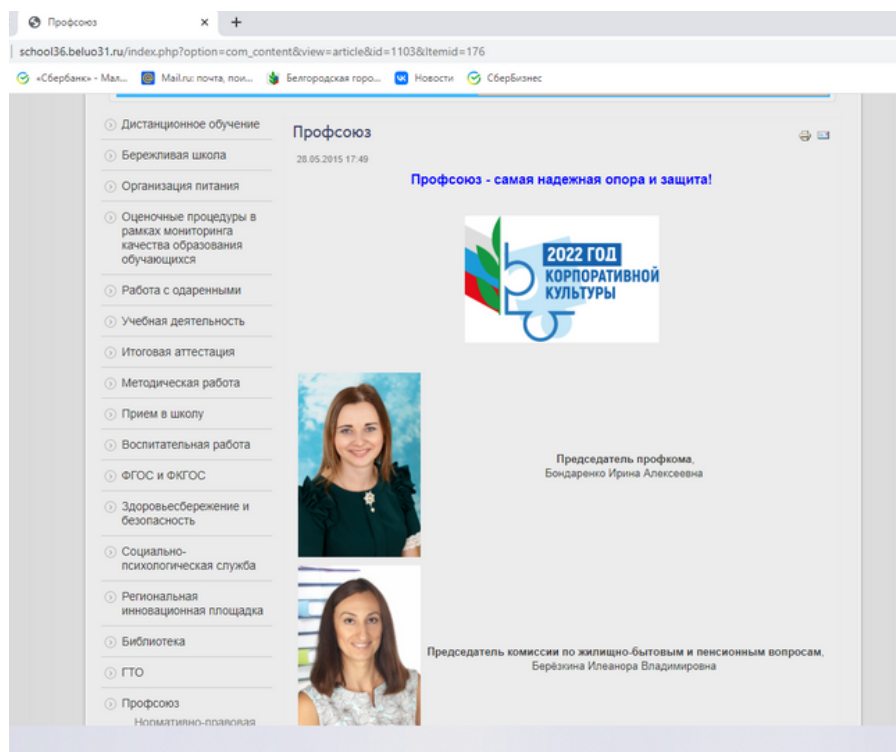 Профсоюз
school36.beluo31.ru/index.php?option=com_content&view=article&id=1103&Itemid=176
«Сбербанк» - Мал...
Mail.ru: почта, пои...
Белгородская горо...
Новости
СберБизнес
Дистанционное обучение
Бережливая школа
Организация питания
Оценочные процедуры в
рамках мониторинга
качества образования
обучающихся
Работа с одаренными
Учебная деятельность
Итоговая аттестация
Методическая работа
Прием в школу
Воспитательная работа
ФГОС и ФКГОС
Здоровьесбережение и
безопасность
Социально-
психологическая служба
Региональная
инновационная площадка
Библиотека
ГТО
Профсоюз
Нормативно-правовая
Профсоюз
28.05.2015 17:49
Профсоюз - самая надежная опора и защита!
2022 ГОД
КОРПОРАТИВНОЙ
КУЛЬТУРЫ
Председатель профкома,
Бондаренко Ирина Алексеевна
Председатель комиссии по жилищно-бытовым и пенсионным вопросам,
Берёзкина Илеанора Владимировна